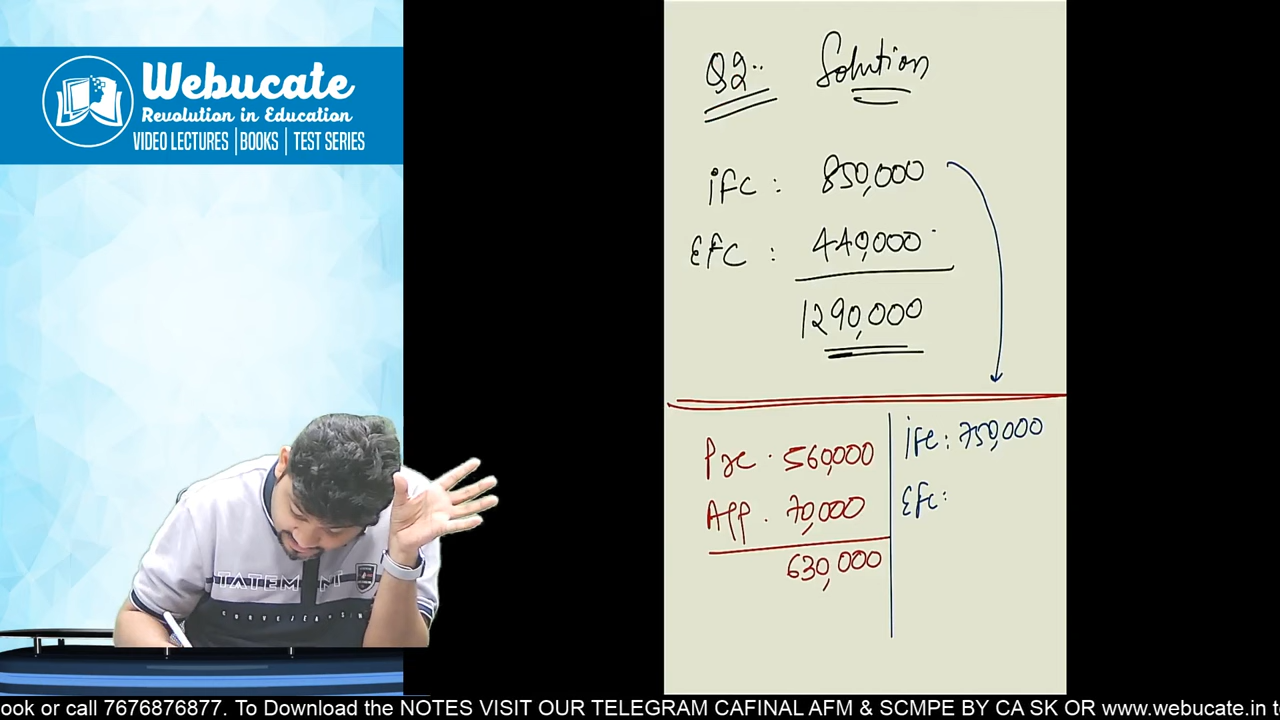 Webucate
Revolution in Education
VIDEO LECTURES | BOOKS | TEST SERIES
Q2:- Solution
IFC : 850,000
EFC : 440,000
1290,000
Pre . 560,000
App . 70,000
630,000
IFC : 750,000
EFC :
TATEMEN
ook or call 7676876877. To Download the NOTES VISIT OUR TELEGRAM CAFINAL AFM & SCMPE BY CA SK OR www.webucate.in t